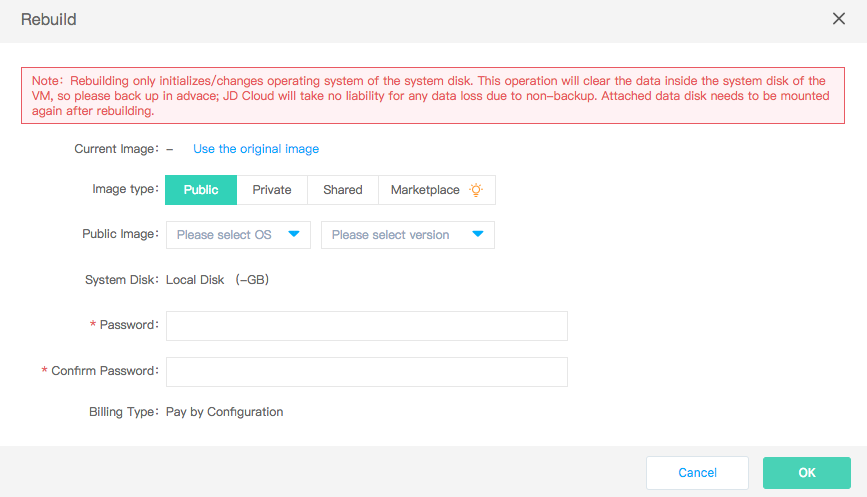 Rebuild
Note: Rebuilding only initializes/changes operating system of the system disk. This operation will clear the data inside the system disk of the
VM, so please back up in advace; JD Cloud will take no liability for any data loss due to non-backup. Attached data disk needs to be mounted
again after rebuilding.
Current Image: – Use the original image
Image type: Public Private Shared Marketplace
Public Image: Please select OS Please select version
System Disk: Local Disk (-GB)
* Password:
* Confirm Password:
Billing Type: Pay by Configuration
Cancel OK